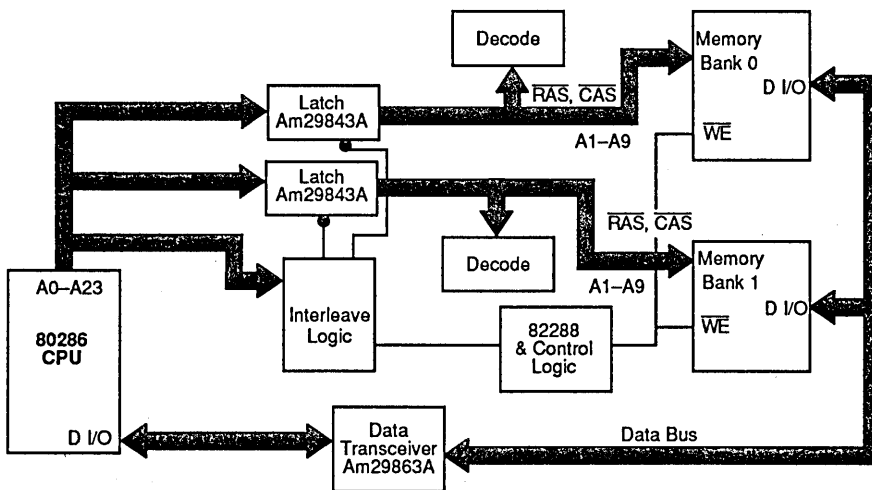 Decode
Memory
Bank 0
D I/O
Latch
Am29843A
RAS, CAS
A1–A9
WE
Latch
Am29843A
RAS, CAS
Decode
A1–A9
Memory
Bank 1
D I/O
WE
A0–A23
80286
CPU
Interleave
Logic
82288
& Control
Logic
D I/O
Data
Transceiver
Am29863A
Data Bus